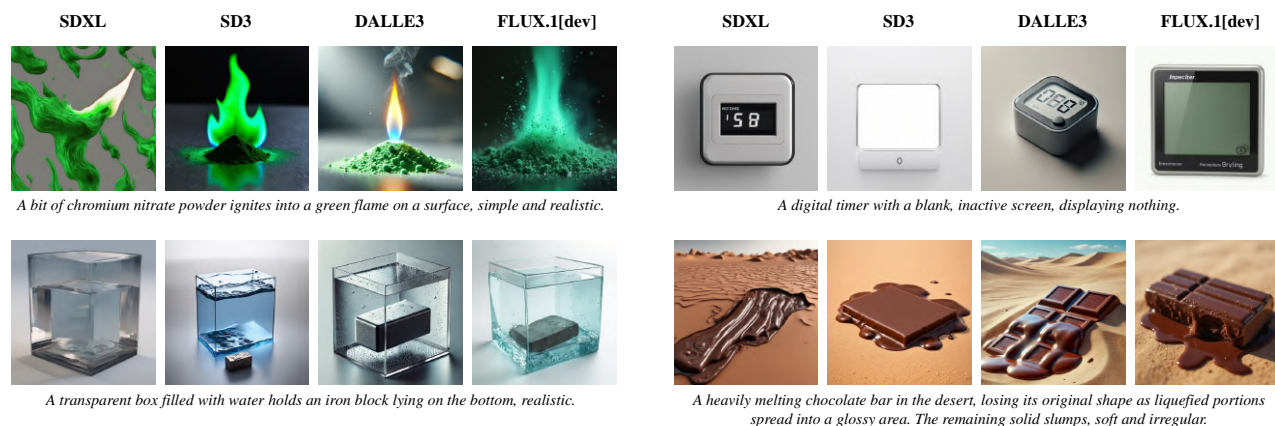 SDXL SD3 DALLE3 FLUX.1[dev]
A bit of chromium nitrate powder ignites into a green flame on a surface, simple and realistic.
A transparent box filled with water holds an iron block lying on the bottom, realistic.
SDXL SD3 DALLE3 FLUX.1[dev]
A digital timer with a blank, inactive screen, displaying nothing.
A heavily melting chocolate bar in the desert, losing its original shape as liquefied portions
spread into a glossy area. The remaining solid slumps, soft and irregular.